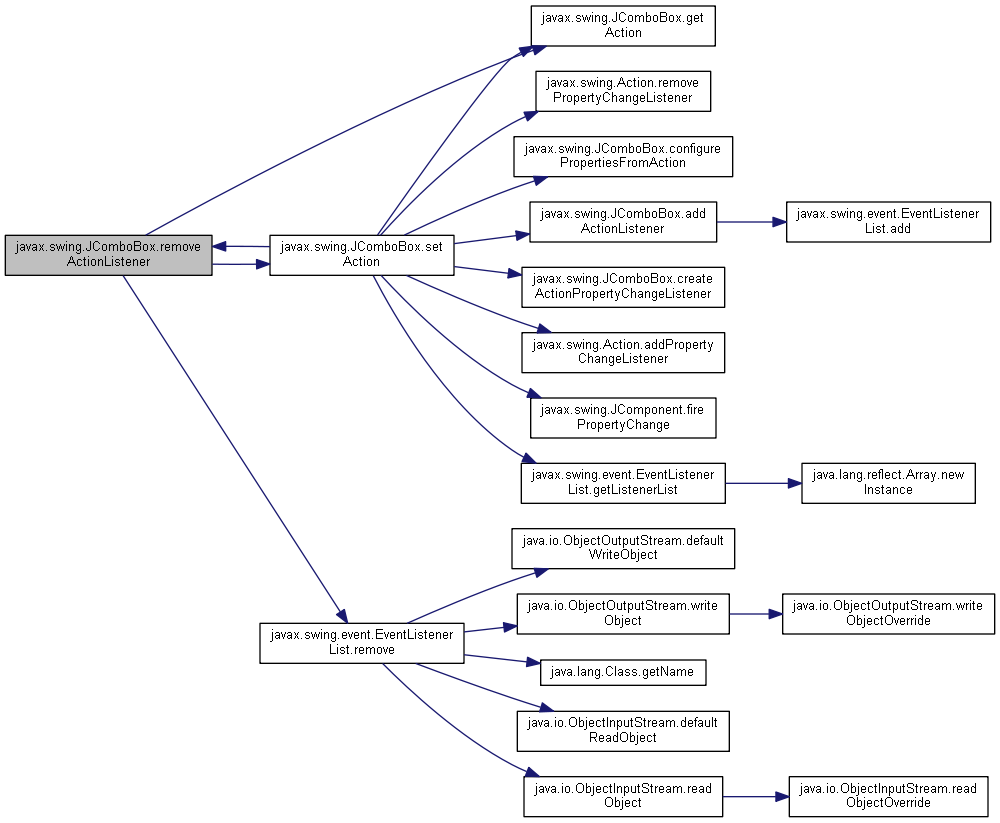 javax.swing.JComboBox.get
Action
javax.swing.Action.remove
PropertyChangeListener
javax.swing.JComboBox.configure
PropertiesFromAction
javax.swing.JComboBox.add
ActionListener
javax.swing.event.EventListener
List.add
javax.swing.JComboBox.remove
ActionListener
javax.swing.JComboBox.set
Action
javax.swing.JComboBox.create
ActionPropertyChangeListener
javax.swing.Action.addProperty
ChangeListener
javax.swing.JComponent.fire
PropertyChange
javax.swing.event.EventListener
List.getListenerList
java.lang.reflect.Array.new
Instance
java.io.ObjectOutputStream.default
WriteObject
java.io.ObjectOutputStream.write
Object
java.io.ObjectOutputStream.write
ObjectOverride
javax.swing.event.EventListener
List.remove
java.lang.Class.getName
java.io.ObjectInputStream.default
ReadObject
java.io.ObjectInputStream.read
Object
java.io.ObjectInputStream.read
ObjectOverride